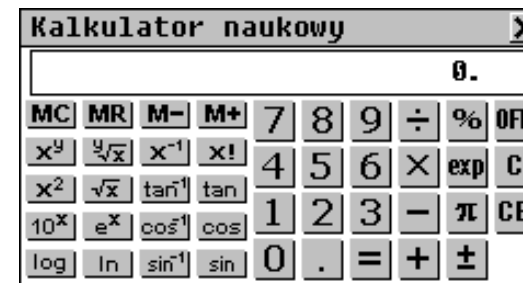 Kalkulator naukowy X
0.
MC MR M− M+ 7 8 9 ÷ % OFF
xʸ ʸ√x x⁻¹ x! 4 5 6 × exp C
x² √x tan⁻¹ tan
10ˣ eˣ cos⁻¹ cos 1 2 3 − π CE
log ln sin⁻¹ sin 0 . = + ±